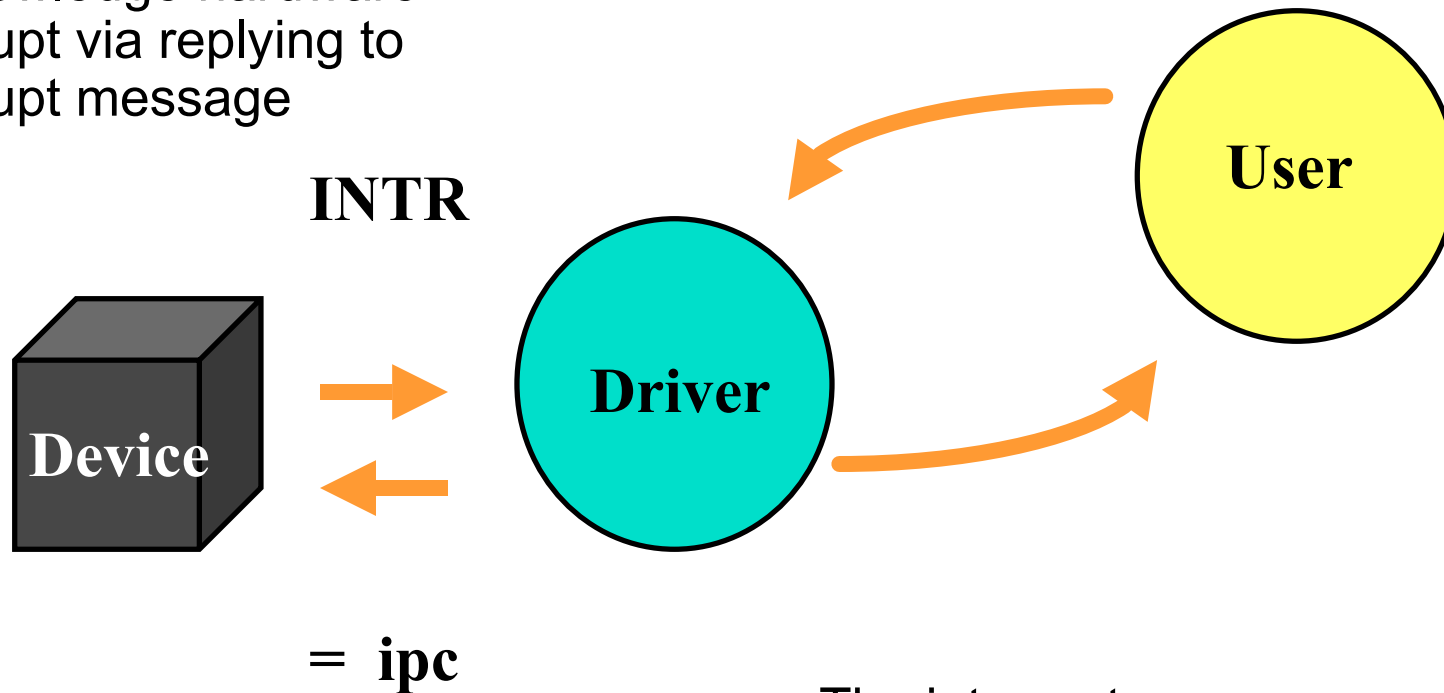 upt via replying to
upt message
INTR
User
Driver
Device
= ipc